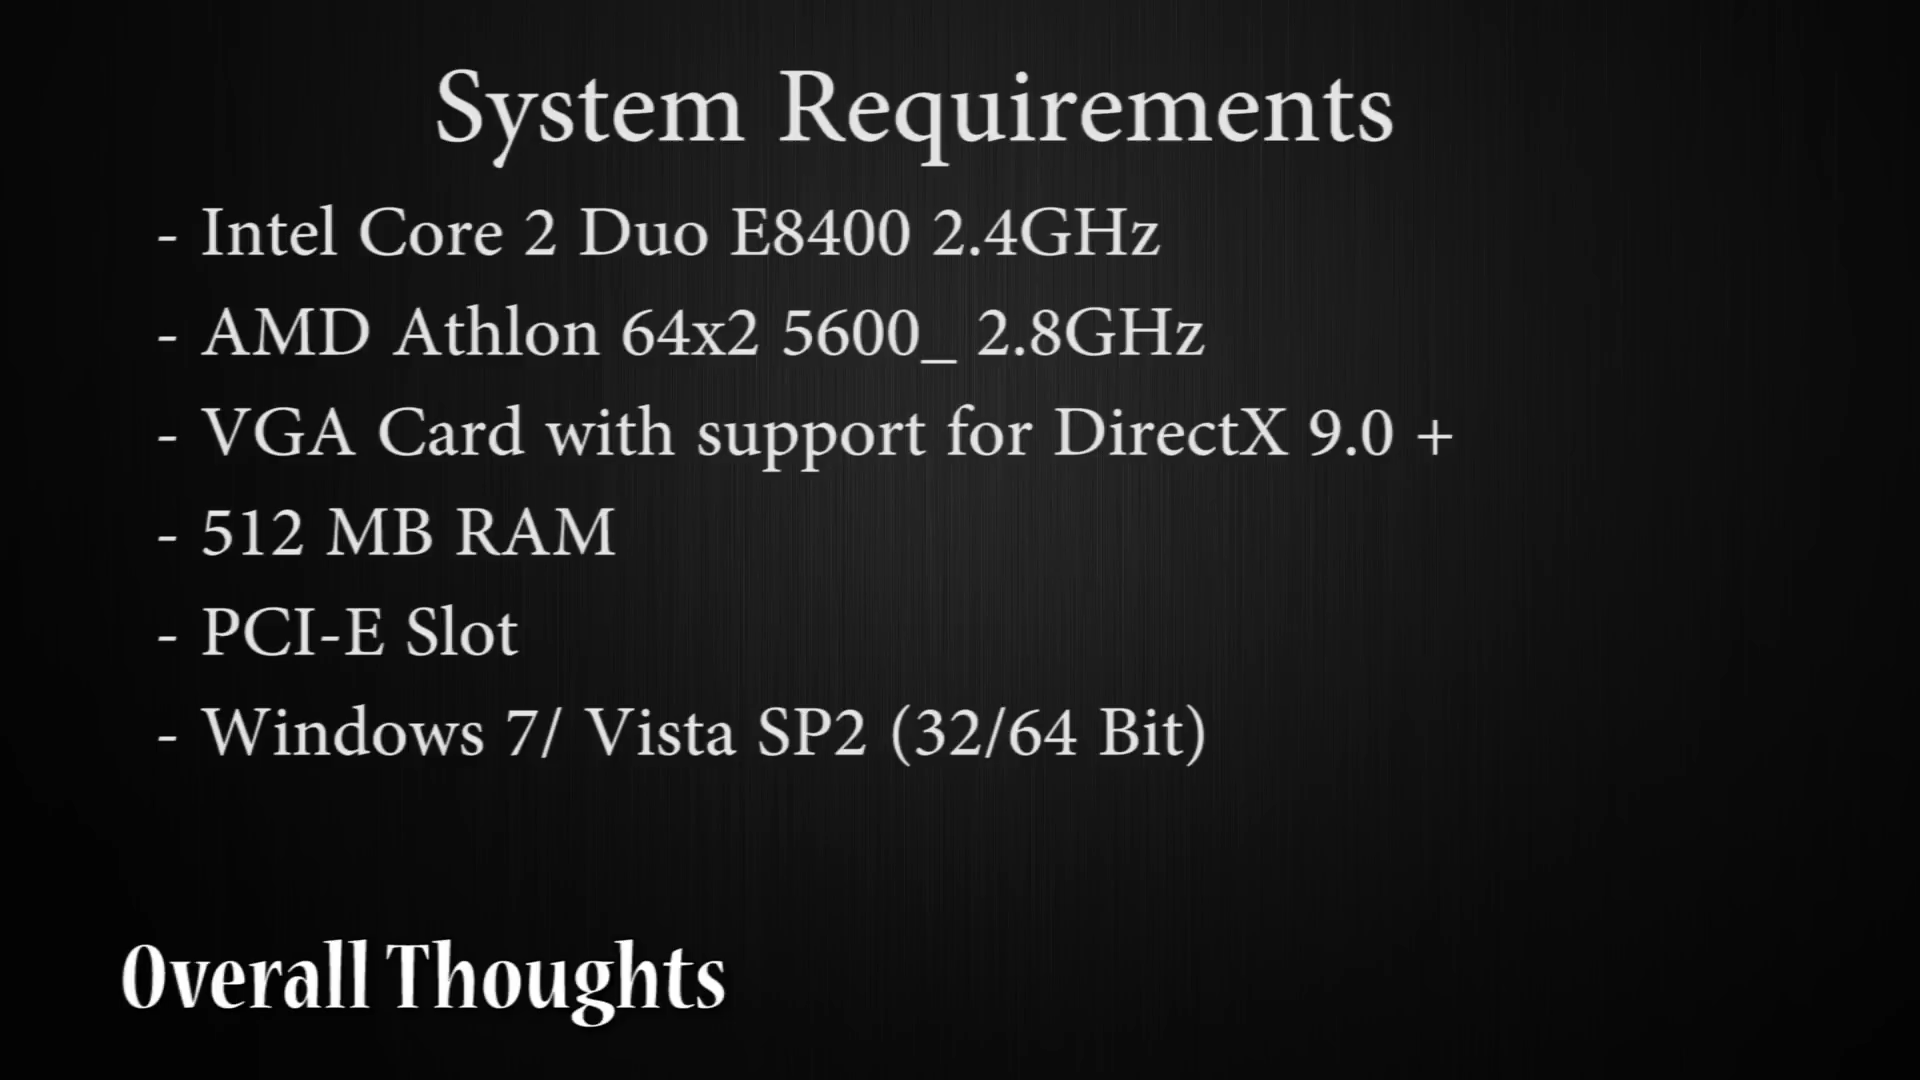 System Requirements
- Intel Core 2 Duo E8400 2.4GHz
- AMD Athlon 64x2 5600_ 2.8GHz
- VGA Card with support for DirectX 9.0 +
- 512 MB RAM
- PCI-E Slot
- Windows 7/ Vista SP2 (32/64 Bit)
Overall Thoughts